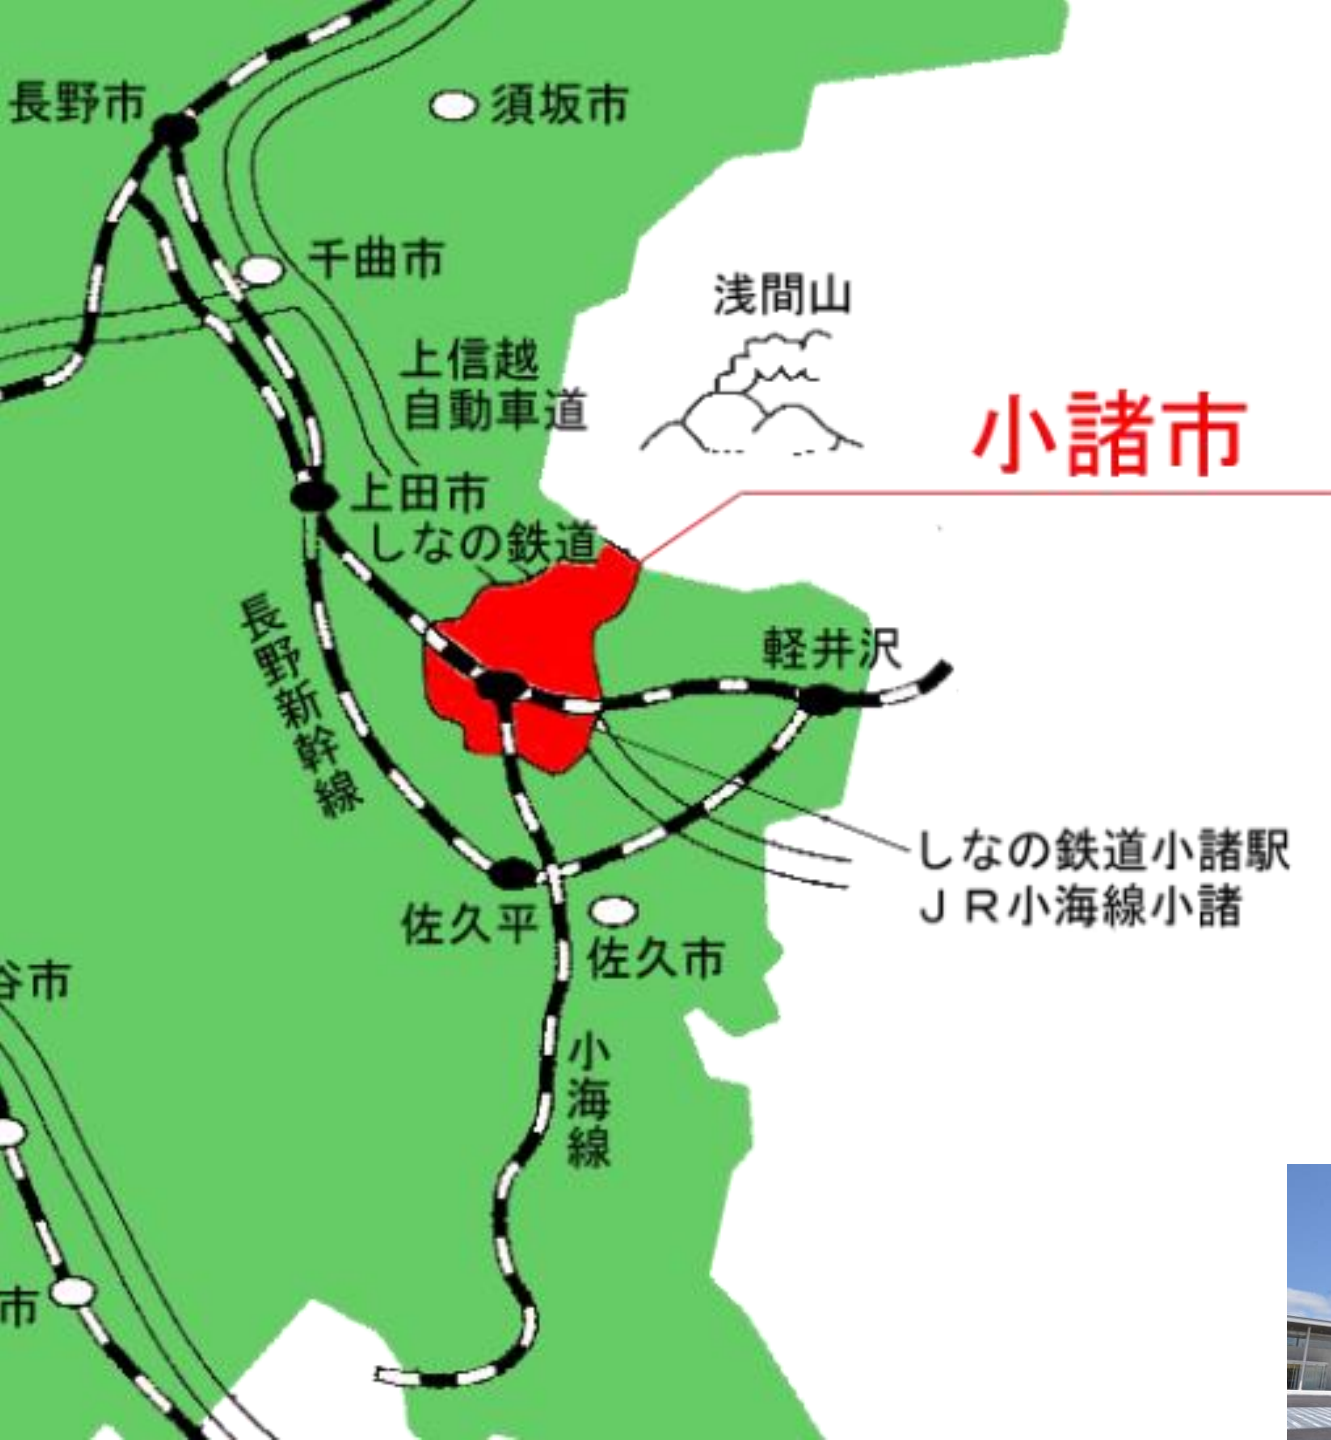 長野市
須坂市
千曲市
浅間山
上信越
自動車道
小諸市
上田市
しなの鉄道
長野新幹線
軽井沢
しなの鉄道小諸駅
ＪＲ小海線小諸
佐久平
佐久市
谷市
小海線
市